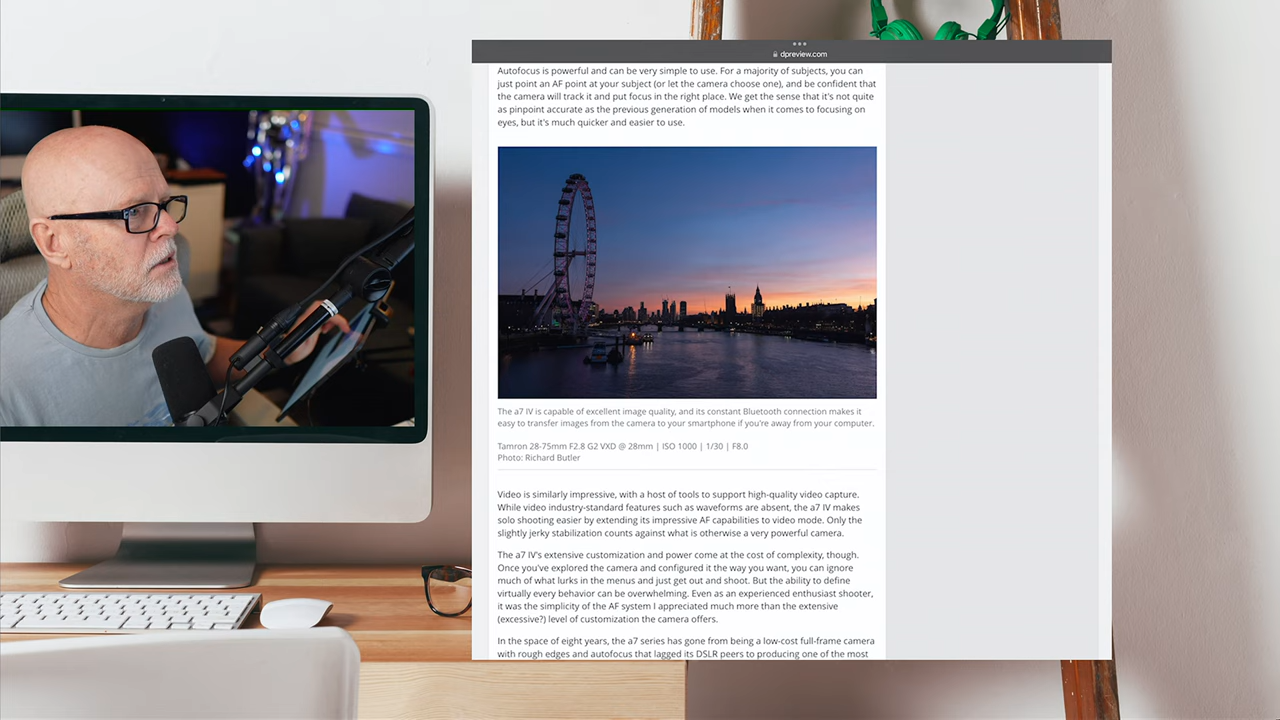 dpreview.com
Autofocus is powerful and can be very simple to use. For a majority of subjects, you can
just point an AF point at your subject (or let the camera choose one), and be confident that
the camera will track it and put focus in the right place. We get the sense that it's not quite
as pinpoint accurate as the previous generation of models when it comes to focusing on
eyes, but it's much quicker and easier to use.
The a7 IV is capable of excellent image quality, and its constant Bluetooth connection makes it
easy to transfer images from the camera to your smartphone if you're away from your computer.
Tamron 28-75mm F2.8 G2 VXD @ 28mm | ISO 1000 | 1/30 | F8.0
Photo: Richard Butler
Video is similarly impressive, with a host of tools to support high-quality video capture.
While video industry-standard features such as waveforms are absent, the a7 IV makes
solo shooting easier by extending its impressive AF capabilities to video mode. Only the
slightly jerky stabilization counts against what is otherwise a very powerful camera.
The a7 IV's extensive customization and power come at the cost of complexity, though.
Once you've explored the camera and configured it the way you want, you can ignore
much of what lurks in the menus and just get out and shoot. But the ability to define
virtually every behavior can be overwhelming. Even as an experienced enthusiast shooter,
it was the simplicity of the AF system I appreciated much more than the extensive
(excessive?) level of customization the camera offers.
In the space of eight years, the a7 series has gone from being a low-cost full-frame camera
with rough edges and autofocus that lagged its DSLR peers to producing one of the most